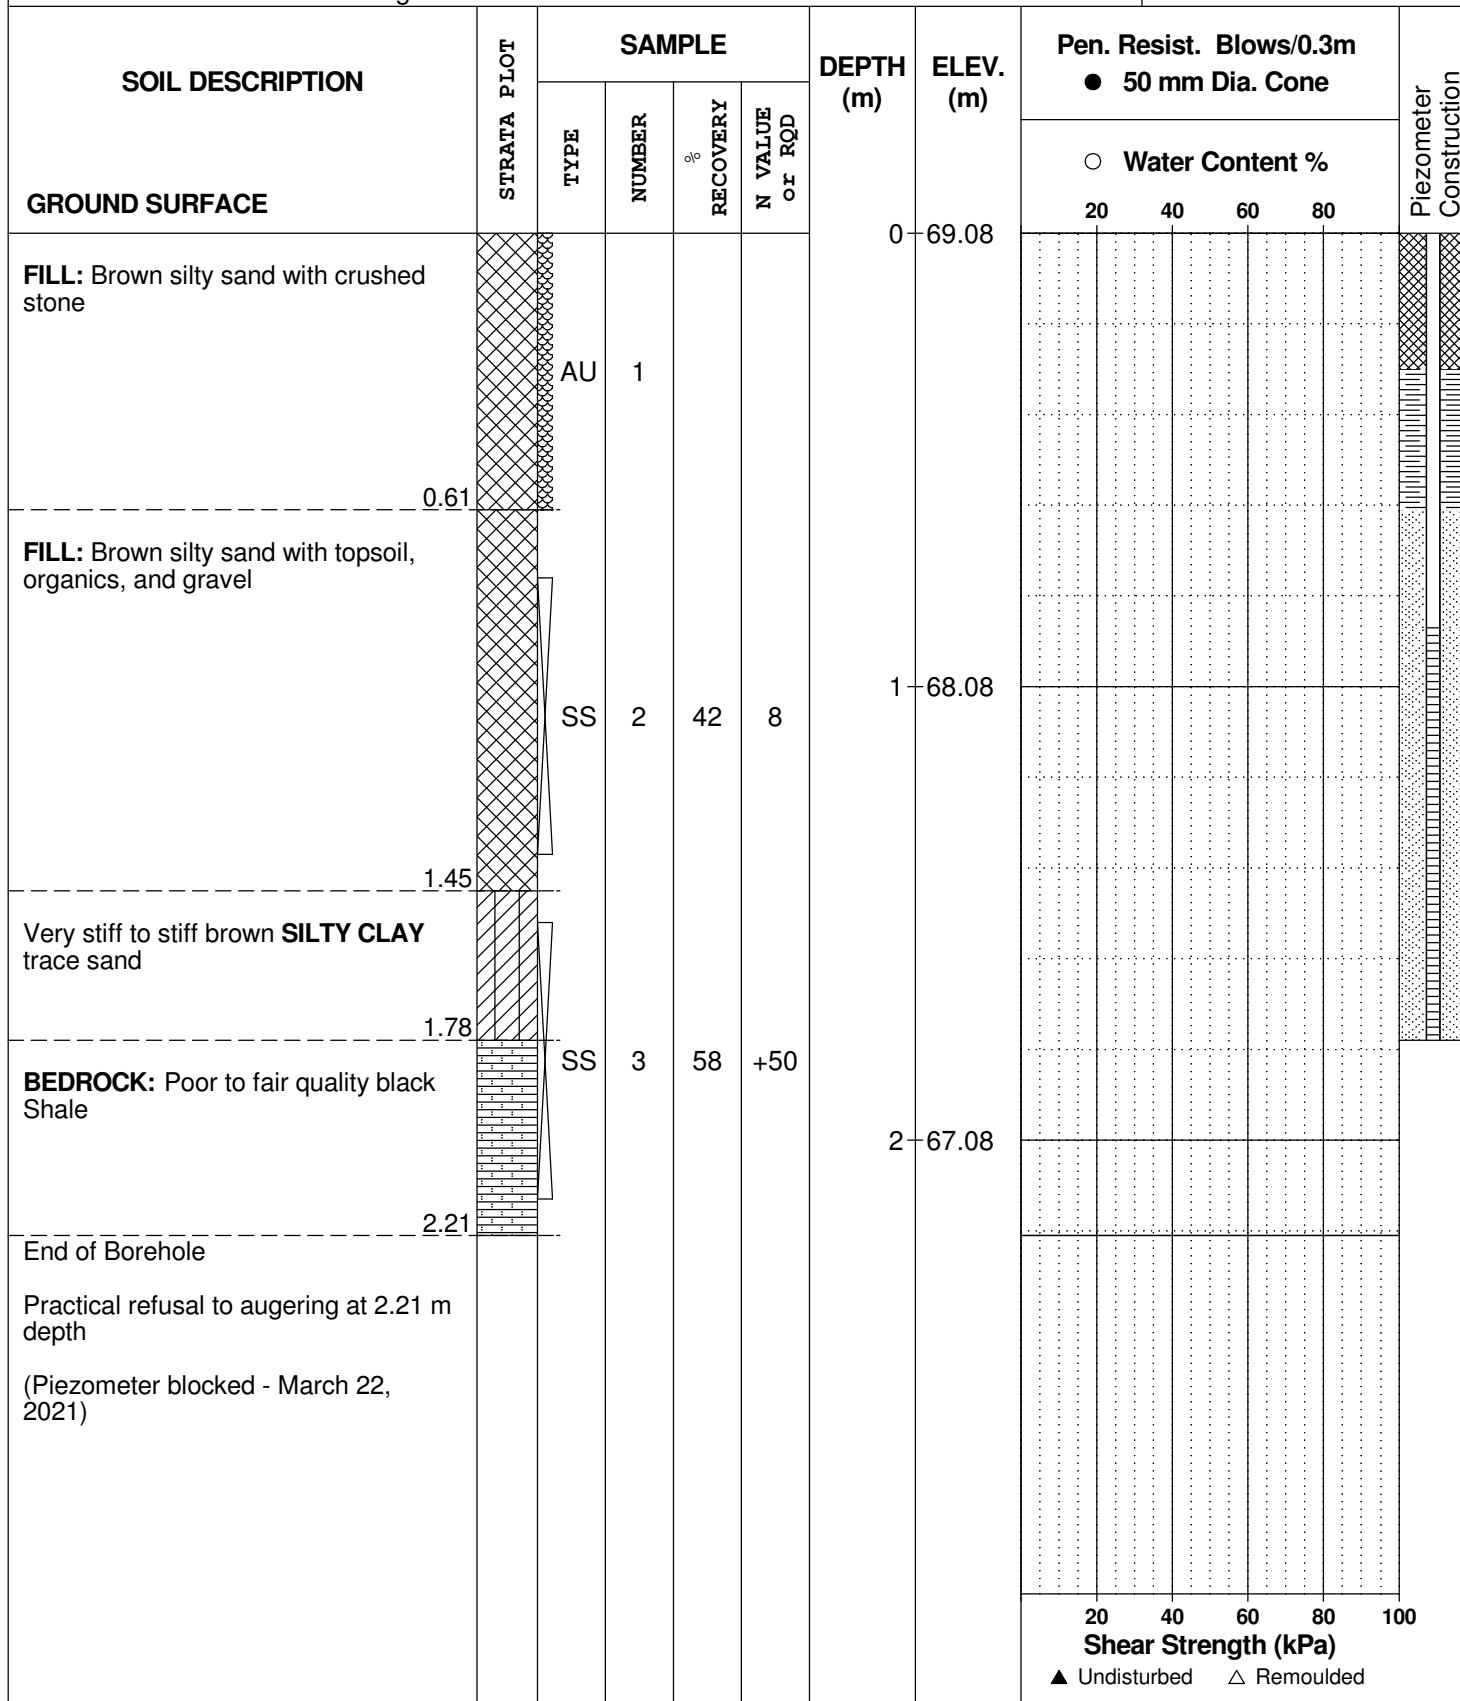 SOIL DESCRIPTION
GROUND SURFACE
STRATA PLOT
SAMPLE
TYPE
NUMBER
%
RECOVERY
N VALUE
or RQD
DEPTH
(m)
ELEV.
(m)
Pen. Resist. Blows/0.3m
● 50 mm Dia. Cone
○ Water Content %
20 40 60 80
Piezometer
Construction
0 69.08
FILL: Brown silty sand with crushed
stone
AU 1
0.61
FILL: Brown silty sand with topsoil,
organics, and gravel
1 68.08
SS 2 42 8
1.45
Very stiff to stiff brown SILTY CLAY
trace sand
1.78
SS 3 58 +50
BEDROCK: Poor to fair quality black
Shale
2 67.08
2.21
End of Borehole
Practical refusal to augering at 2.21 m
depth
(Piezometer blocked - March 22,
2021)
20 40 60 80 100
Shear Strength (kPa)
▲ Undisturbed △ Remoulded